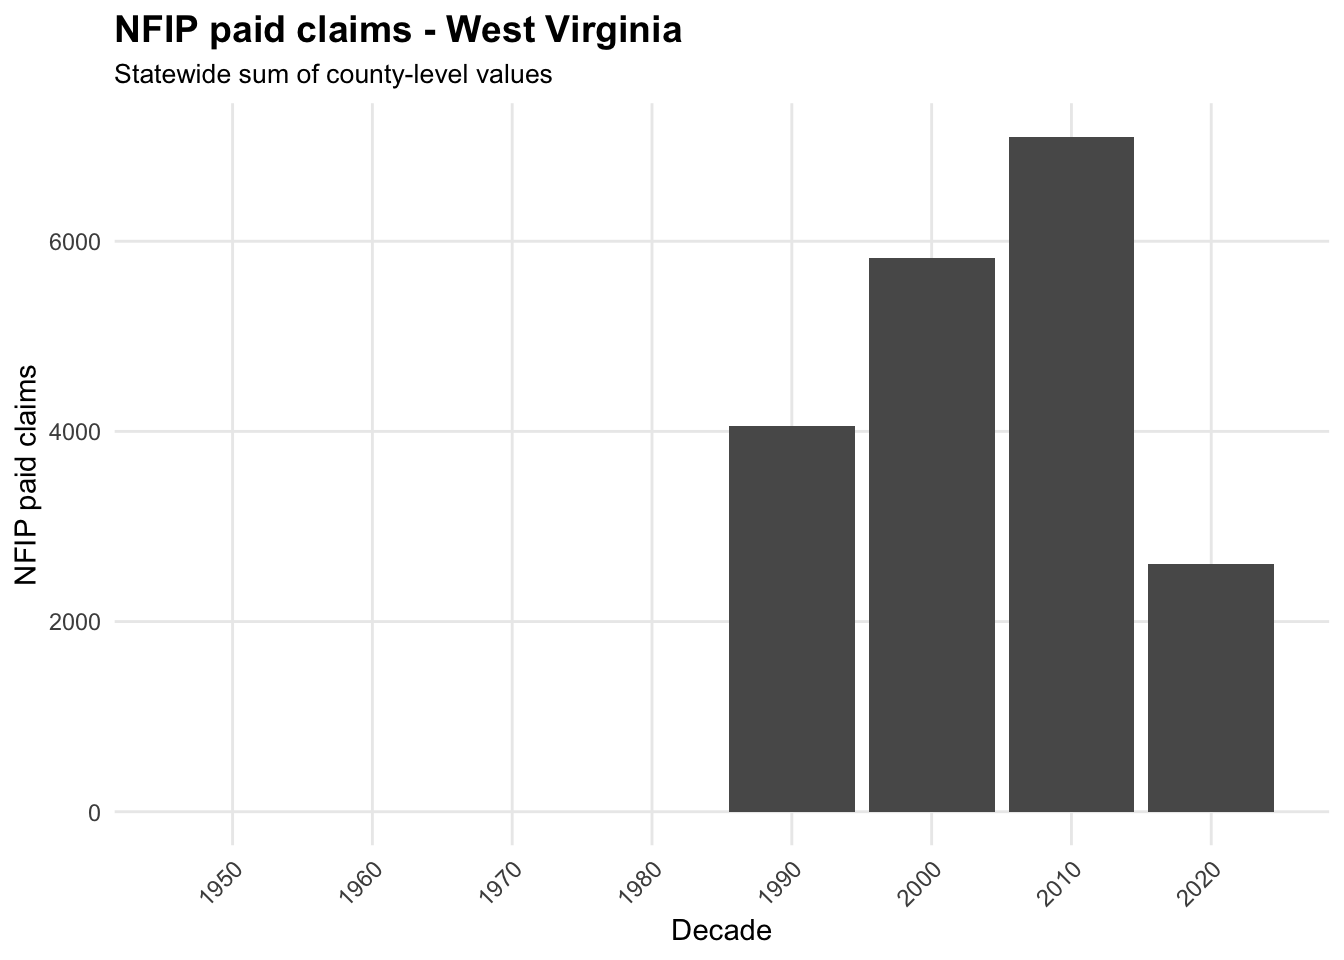 NFIP paid claims - West Virginia
Statewide sum of county-level values
NFIP paid claims
6000
4000
2000
0
1950 1960 1970 1980 1990 2000 2010 2020
Decade